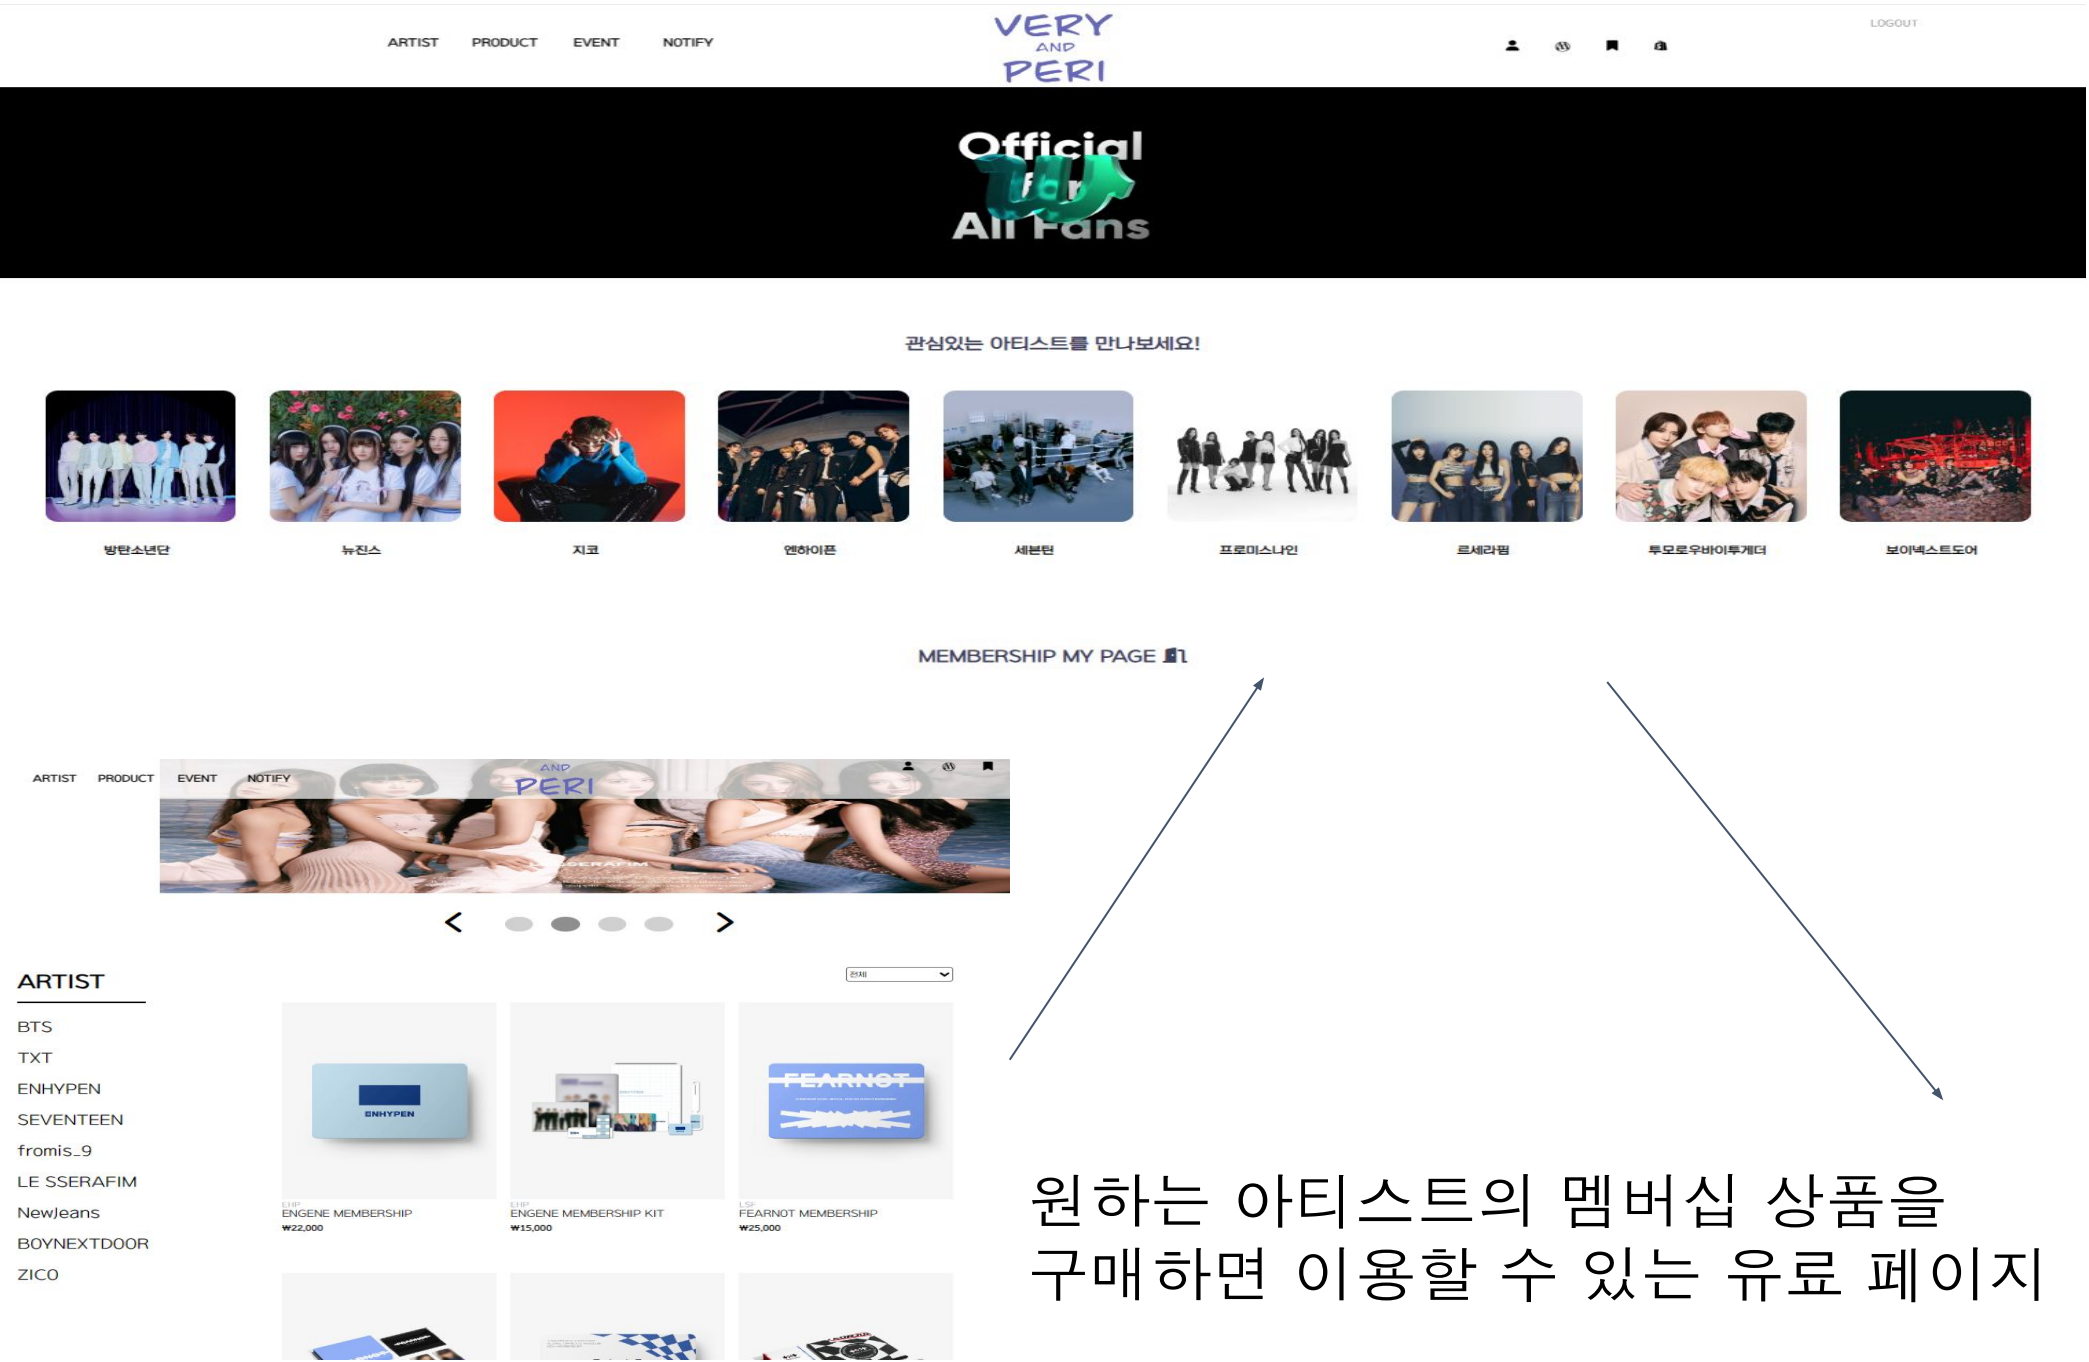 LOGOUT
ARTIST PRODUCT EVENT NOTIFY
VERY
AND
PERI
Official
for
All Fans
관심있는 아티스트를 만나보세요!
방탄소년단 뉴진스 지코 엔하이픈 세븐틴 프로미스나인 르세라핌 투모로우바이투게더 보이넥스트도어
MEMBERSHIP MY PAGE
ARTIST PRODUCT EVENT NOTIFY
AND
PERI
< >
ARTIST
전체
BTS
TXT
ENHYPEN
SEVENTEEN
fromis_9
LE SSERAFIM
NewJeans
BOYNEXTDOOR
ZICO
ENHYPEN
FEARNOT
ENGENE MEMBERSHIP
₩22,000
ENGENE MEMBERSHIP KIT
₩15,000
FEARNOT MEMBERSHIP
₩25,000
원하는 아티스트의 멤버십 상품을
구매하면 이용할 수 있는 유료 페이지